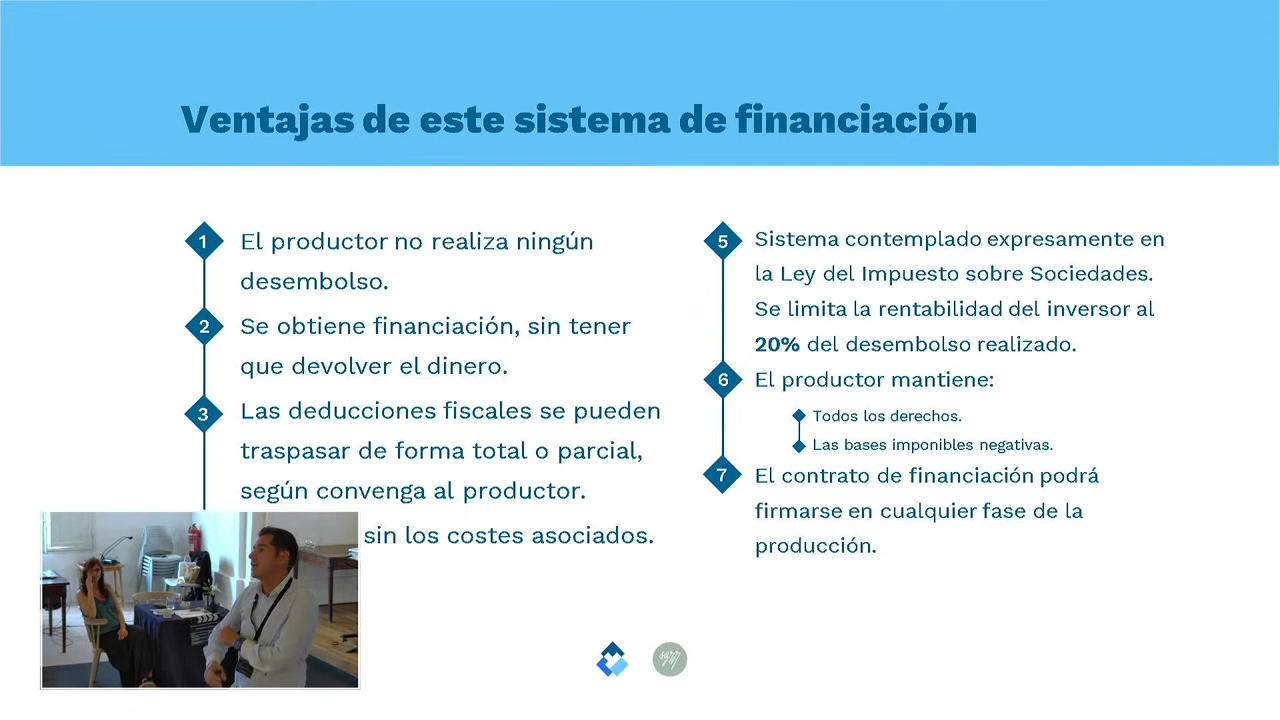 Ventajas de este sistema de financiación
1
El productor no realiza ningún
desembolso.
2
Se obtiene financiación, sin tener
que devolver el dinero.
3
Las deducciones fiscales se pueden
traspasar de forma total o parcial,
según convenga al productor.
sin los costes asociados.
5
Sistema contemplado expresamente en
la Ley del Impuesto sobre Sociedades.
Se limita la rentabilidad del inversor al
20% del desembolso realizado.
6
El productor mantiene:
Todos los derechos.
Las bases imponibles negativas.
7
El contrato de financiación podrá
firmarse en cualquier fase de la
producción.